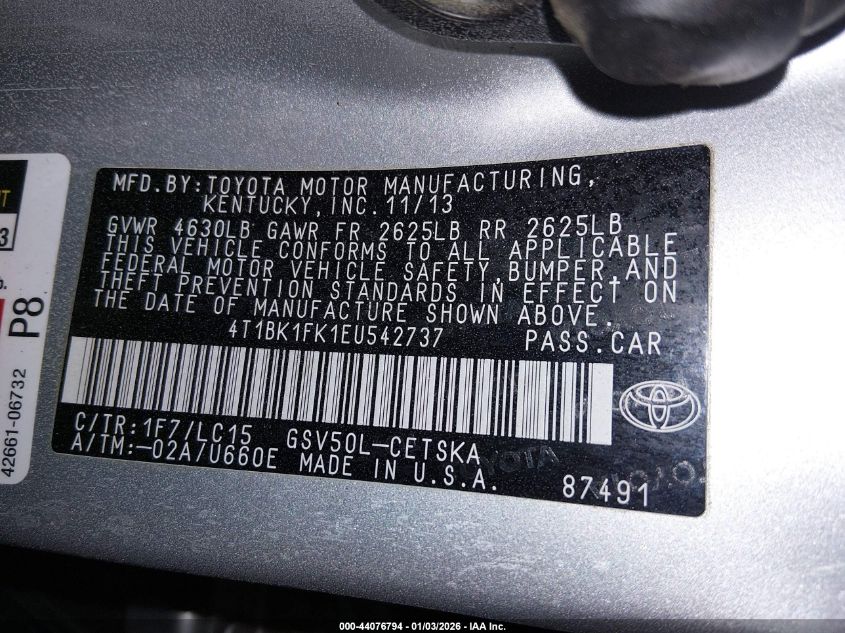 MFD.BY:TOYOTA MOTOR MANUFACTURING,
KENTUCKY,INC.11/13
GVWR 4630LB GAWR FR 2625LB RR 2625LB
THIS VEHICLE CONFORMS TO ALL APPLICABLE
FEDERAL MOTOR VEHICLE SAFETY,BUMPER,AND
THEFT PREVENTION STANDARDS IN EFFECT ON
THE DATE OF MANUFACTURE SHOWN ABOVE.
4T1BK1FK1EU542737 PASS.CAR
C/TR:1F7/LC15 GSV50L-CETSKA
A/TM:-02A/U660E MADE IN U.S.A.
87491
TOYOTA
P8
42661-06732
3
000-44076794 - 01/03/2026 - IAA Inc.